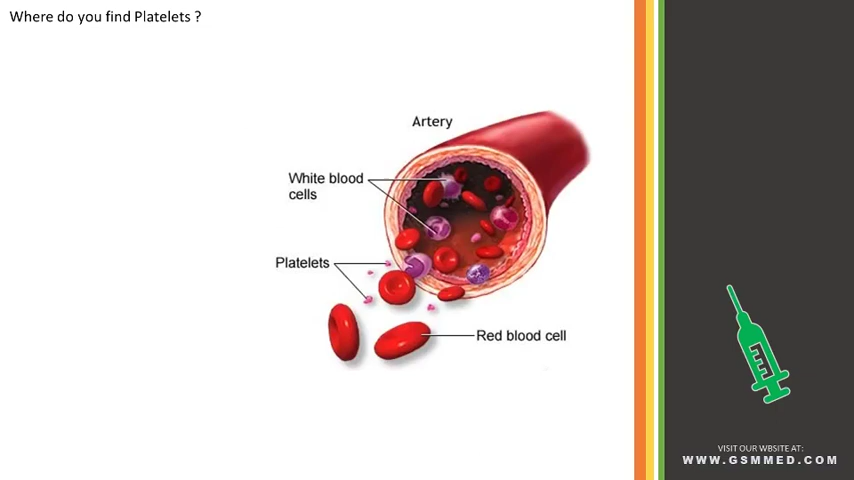 Where do you find Platelets ?
Artery
White blood
cells
Platelets
Red blood cell
VISIT OUR WBSITE AT:
WWW.GSMMED.COM